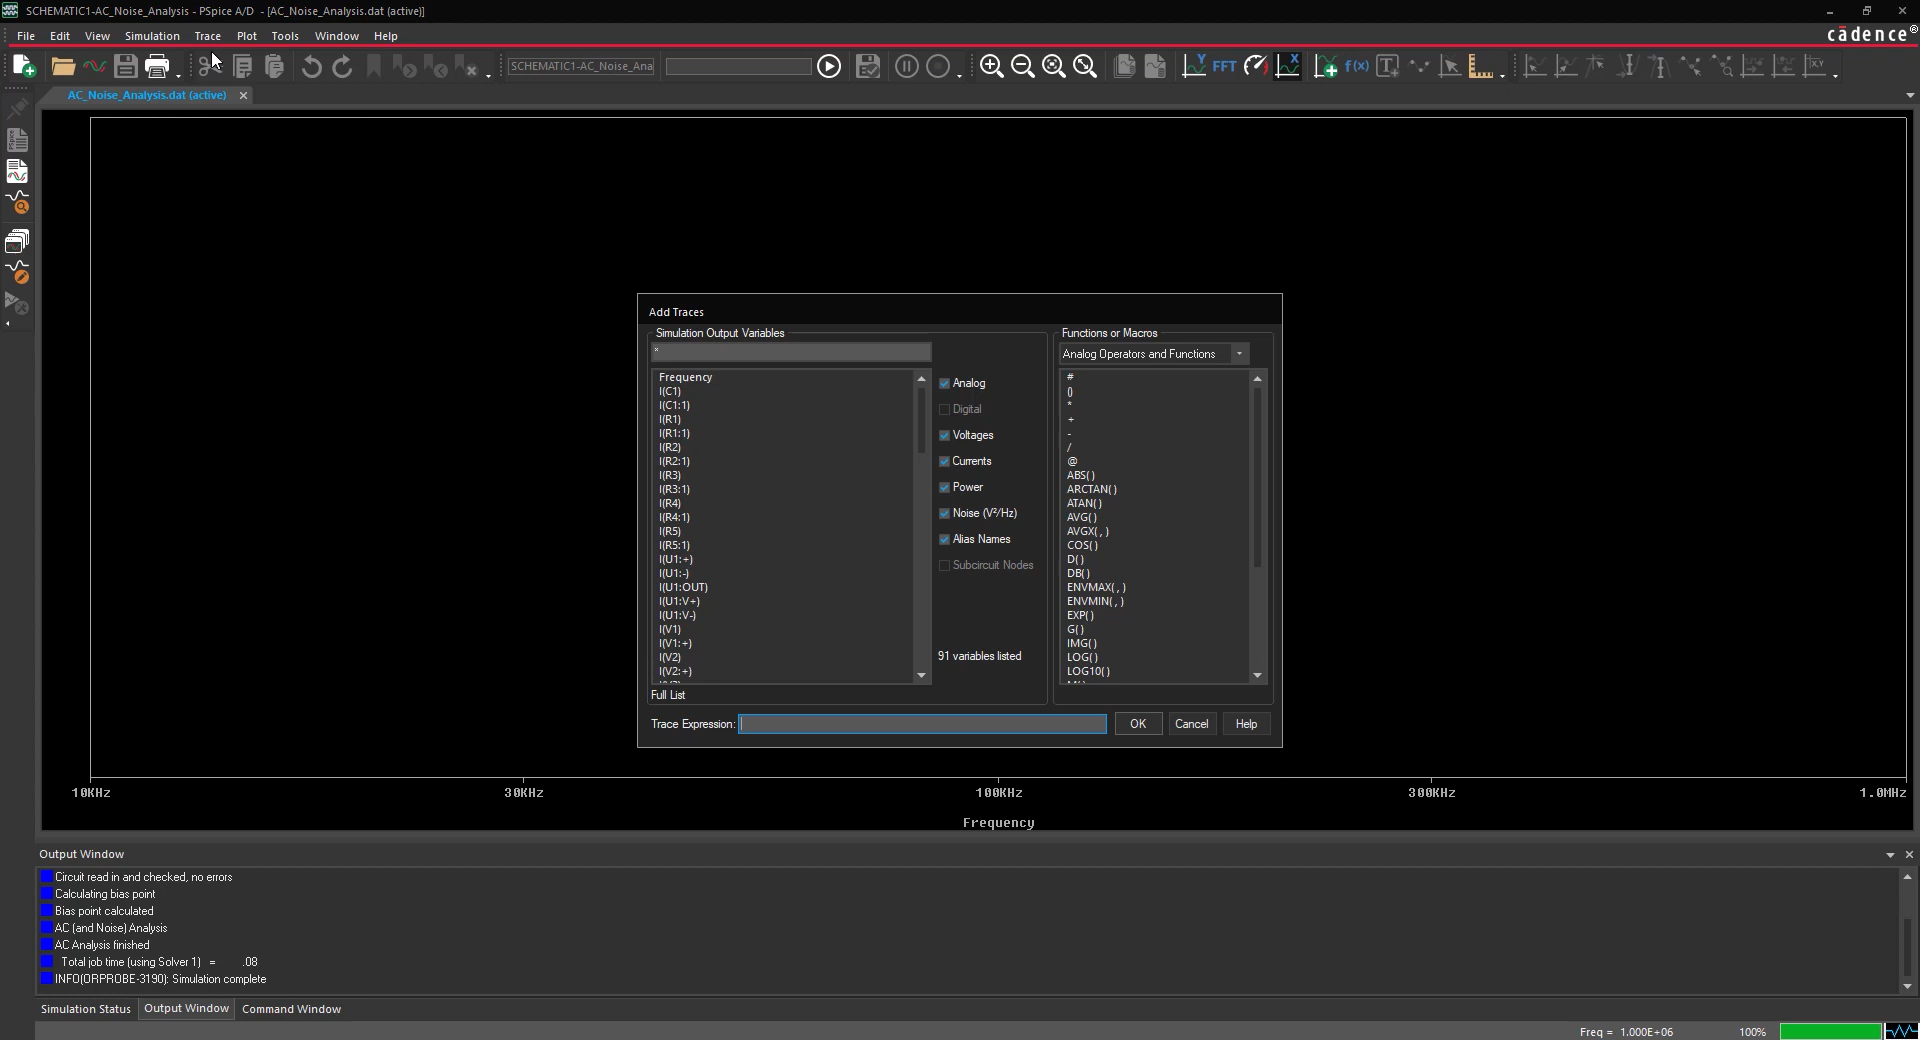 SCHEMATIC1-AC_Noise_Analysis - PSpice A/D - [AC_Noise_Analysis.dat (active)]
File Edit View Simulation Trace Plot Tools Window Help
cādence®
SCHEMATIC1-AC_Noise_Ana
FFT
f(x)
AC_Noise_Analysis.dat (active)
Add Traces
Simulation Output Variables
*
Frequency
I(C1)
I(C1:1)
I(R1)
I(R1:1)
I(R2)
I(R2:1)
I(R3)
I(R3:1)
I(R4)
I(R4:1)
I(R5)
I(R5:1)
I(U1:+)
I(U1:-)
I(U1:OUT)
I(U1:V+)
I(U1:V-)
I(V1)
I(V1:+)
I(V2)
I(V2:+)
Full List
Analog
Digital
Voltages
Currents
Power
Noise (V²/Hz)
Alias Names
Subcircuit Nodes
91 variables listed
Functions or Macros
Analog Operators and Functions
#
()
*
+
-
/
@
ABS()
ARCTAN()
ATAN()
AVG()
AVGX(,)
COS()
D()
DB()
ENVMAX(,)
ENVMIN(,)
EXP()
G()
IMG()
LOG()
LOG10()
Trace Expression:
OK Cancel Help
10KHz 30KHz 100KHz 300KHz 1.0MHz
Frequency
Output Window
Circuit read in and checked, no errors
Calculating bias point
Bias point calculated
AC (and Noise) Analysis
AC Analysis finished
Total job time (using Solver 1) = .08
INFO(ORPROBE-3190): Simulation complete
Simulation Status Output Window Command Window
Freq = 1.000E+06 100%